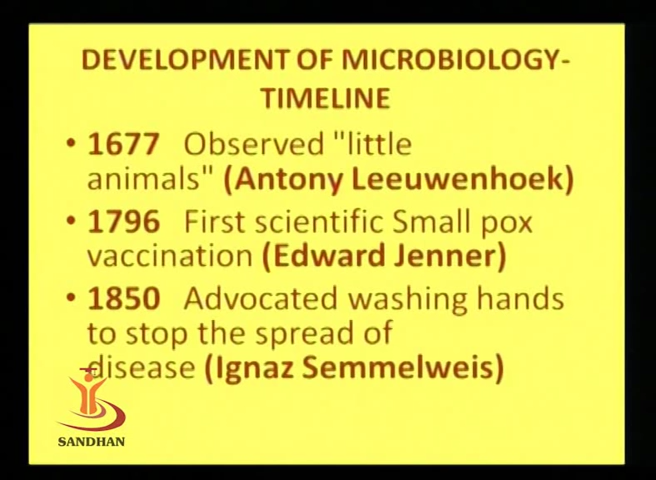 DEVELOPMENT OF MICROBIOLOGY-
TIMELINE
• 1677 Observed "little
animals" (Antony Leeuwenhoek)
• 1796 First scientific Small pox
vaccination (Edward Jenner)
• 1850 Advocated washing hands
to stop the spread of
disease (Ignaz Semmelweis)
SANDHAN